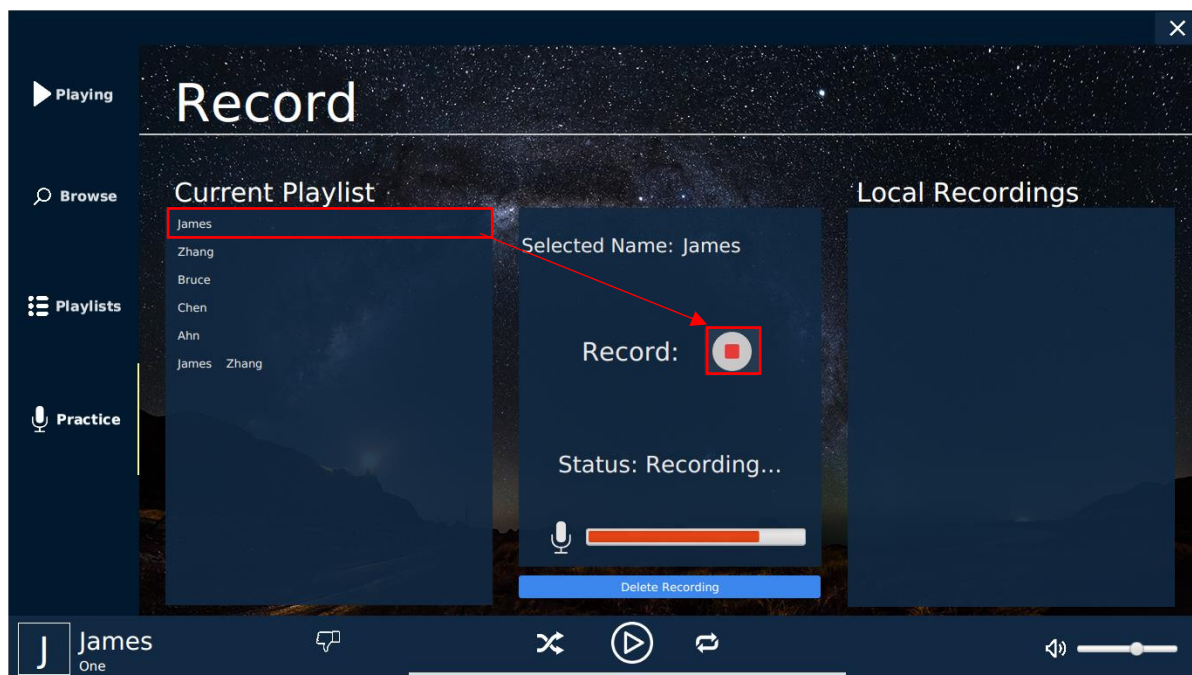 Playing
Browse
Playlists
Practice
Record
Current Playlist
James
Zhang
Bruce
Chen
Ahn
James Zhang
Selected Name: James
Record:
Status: Recording...
Delete Recording
Local Recordings
J
James
One